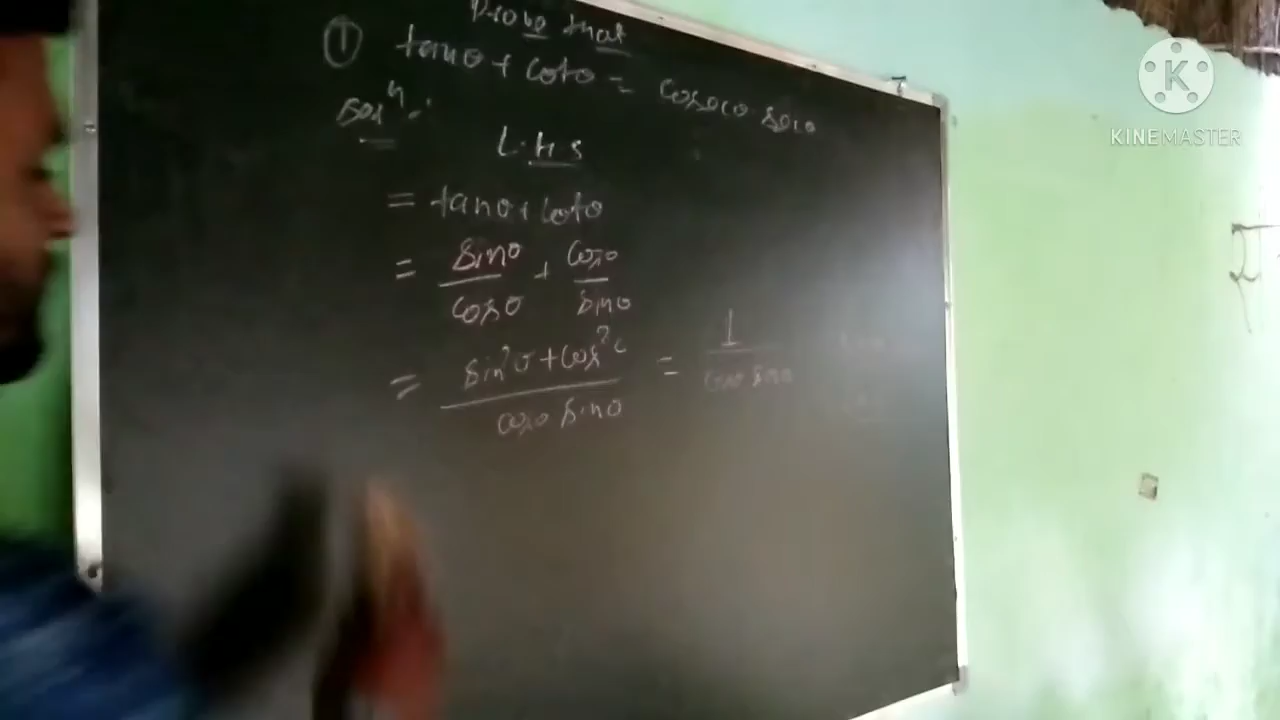 Prove that
① tanθ + cotθ = cosecθ · secθ
Solⁿ :
L.H.S
= tanθ + cotθ
= sinθ/cosθ + cosθ/sinθ
= sin²θ + cos²θ/cosθ sinθ = 1/cosθ sinθ
KINEMASTER